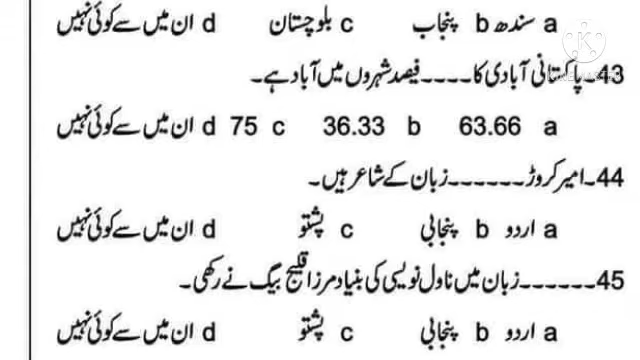 a سندھ b پنجاب c بلوچستان d ان میں سے کوئی نہیں
43۔ پاکستانی آبادی کا ۔۔۔۔ فیصد شہروں میں آباد ہے۔
a 63.66 b 36.33 c 75 d ان میں سے کوئی نہیں
44۔ امیر کروڑ ۔۔۔۔۔۔ زبان کے شاعر ہیں۔
a اردو b پنجابی c پشتو d ان میں سے کوئی نہیں
45۔۔۔۔۔۔ زبان میں ناول نویسی کی بنیاد مرزا قلیچ بیگ نے رکھی۔
a اردو b پنجابی c پشتو d ان میں سے کوئی نہیں